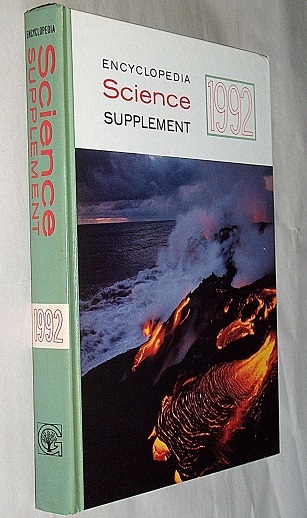 ENCYCLOPEDIA
Science
SUPPLEMENT
1992
ENCYCLOPEDIA
Science
SUPPLEMENT
1992
G